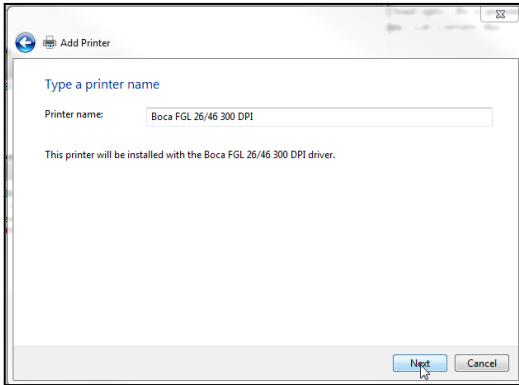 Add Printer
Type a printer name
Printer name: Boca FGL 26/46 300 DPI
This printer will be installed with the Boca FGL 26/46 300 DPI driver.
Next Cancel